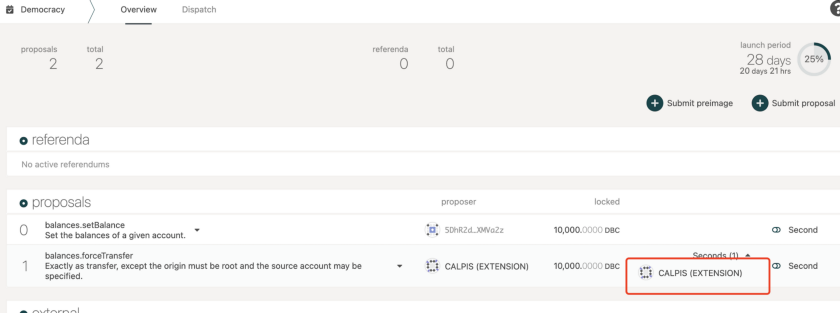 Democracy
Overview
Dispatch
?
proposals
2
total
2
referenda
0
total
0
launch period
28 days
20 days 21 hrs
25%
Submit preimage
Submit proposal
referenda
No active referendums
proposals
proposer
locked
0
balances.setBalance
Set the balances of a given account.
5DhRZd…XMVaZz
10,000.0000 DBC
Second
1
balances.forceTransfer
Exactly as transfer, except the origin must be root and the source account may be
specified.
CALPIS (EXTENSION)
10,000.0000 DBC
Seconds (1)
CALPIS (EXTENSION)
Second
external